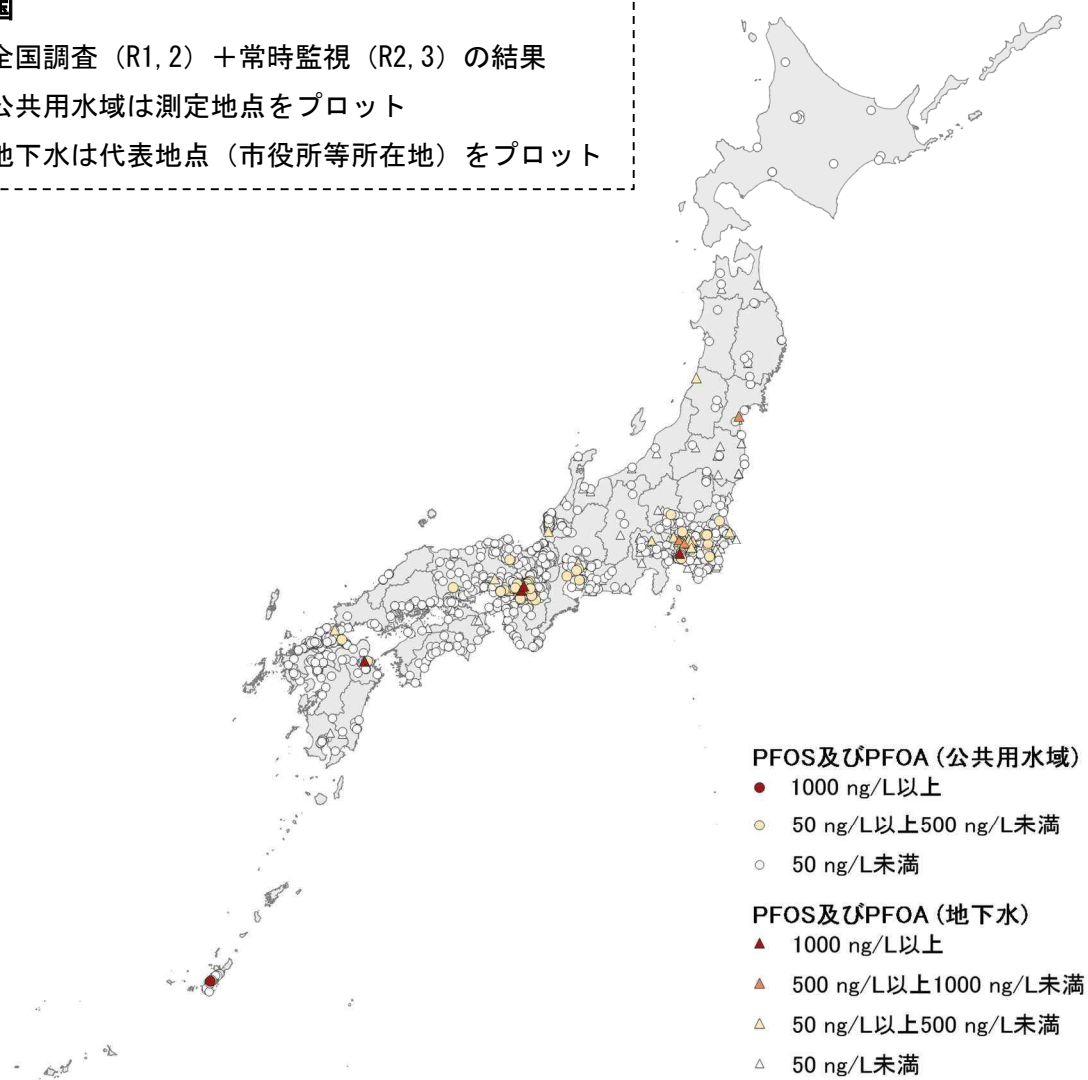 国
全国調査（R1,2）＋常時監視（R2,3）の結果
公共用水域は測定地点をプロット
地下水は代表地点（市役所等所在地）をプロット
PFOS及びPFOA (公共用水域)
1000 ng/L以上
50 ng/L以上500 ng/L未満
50 ng/L未満
PFOS及びPFOA (地下水)
1000 ng/L以上
500 ng/L以上1000 ng/L未満
50 ng/L以上500 ng/L未満
50 ng/L未満